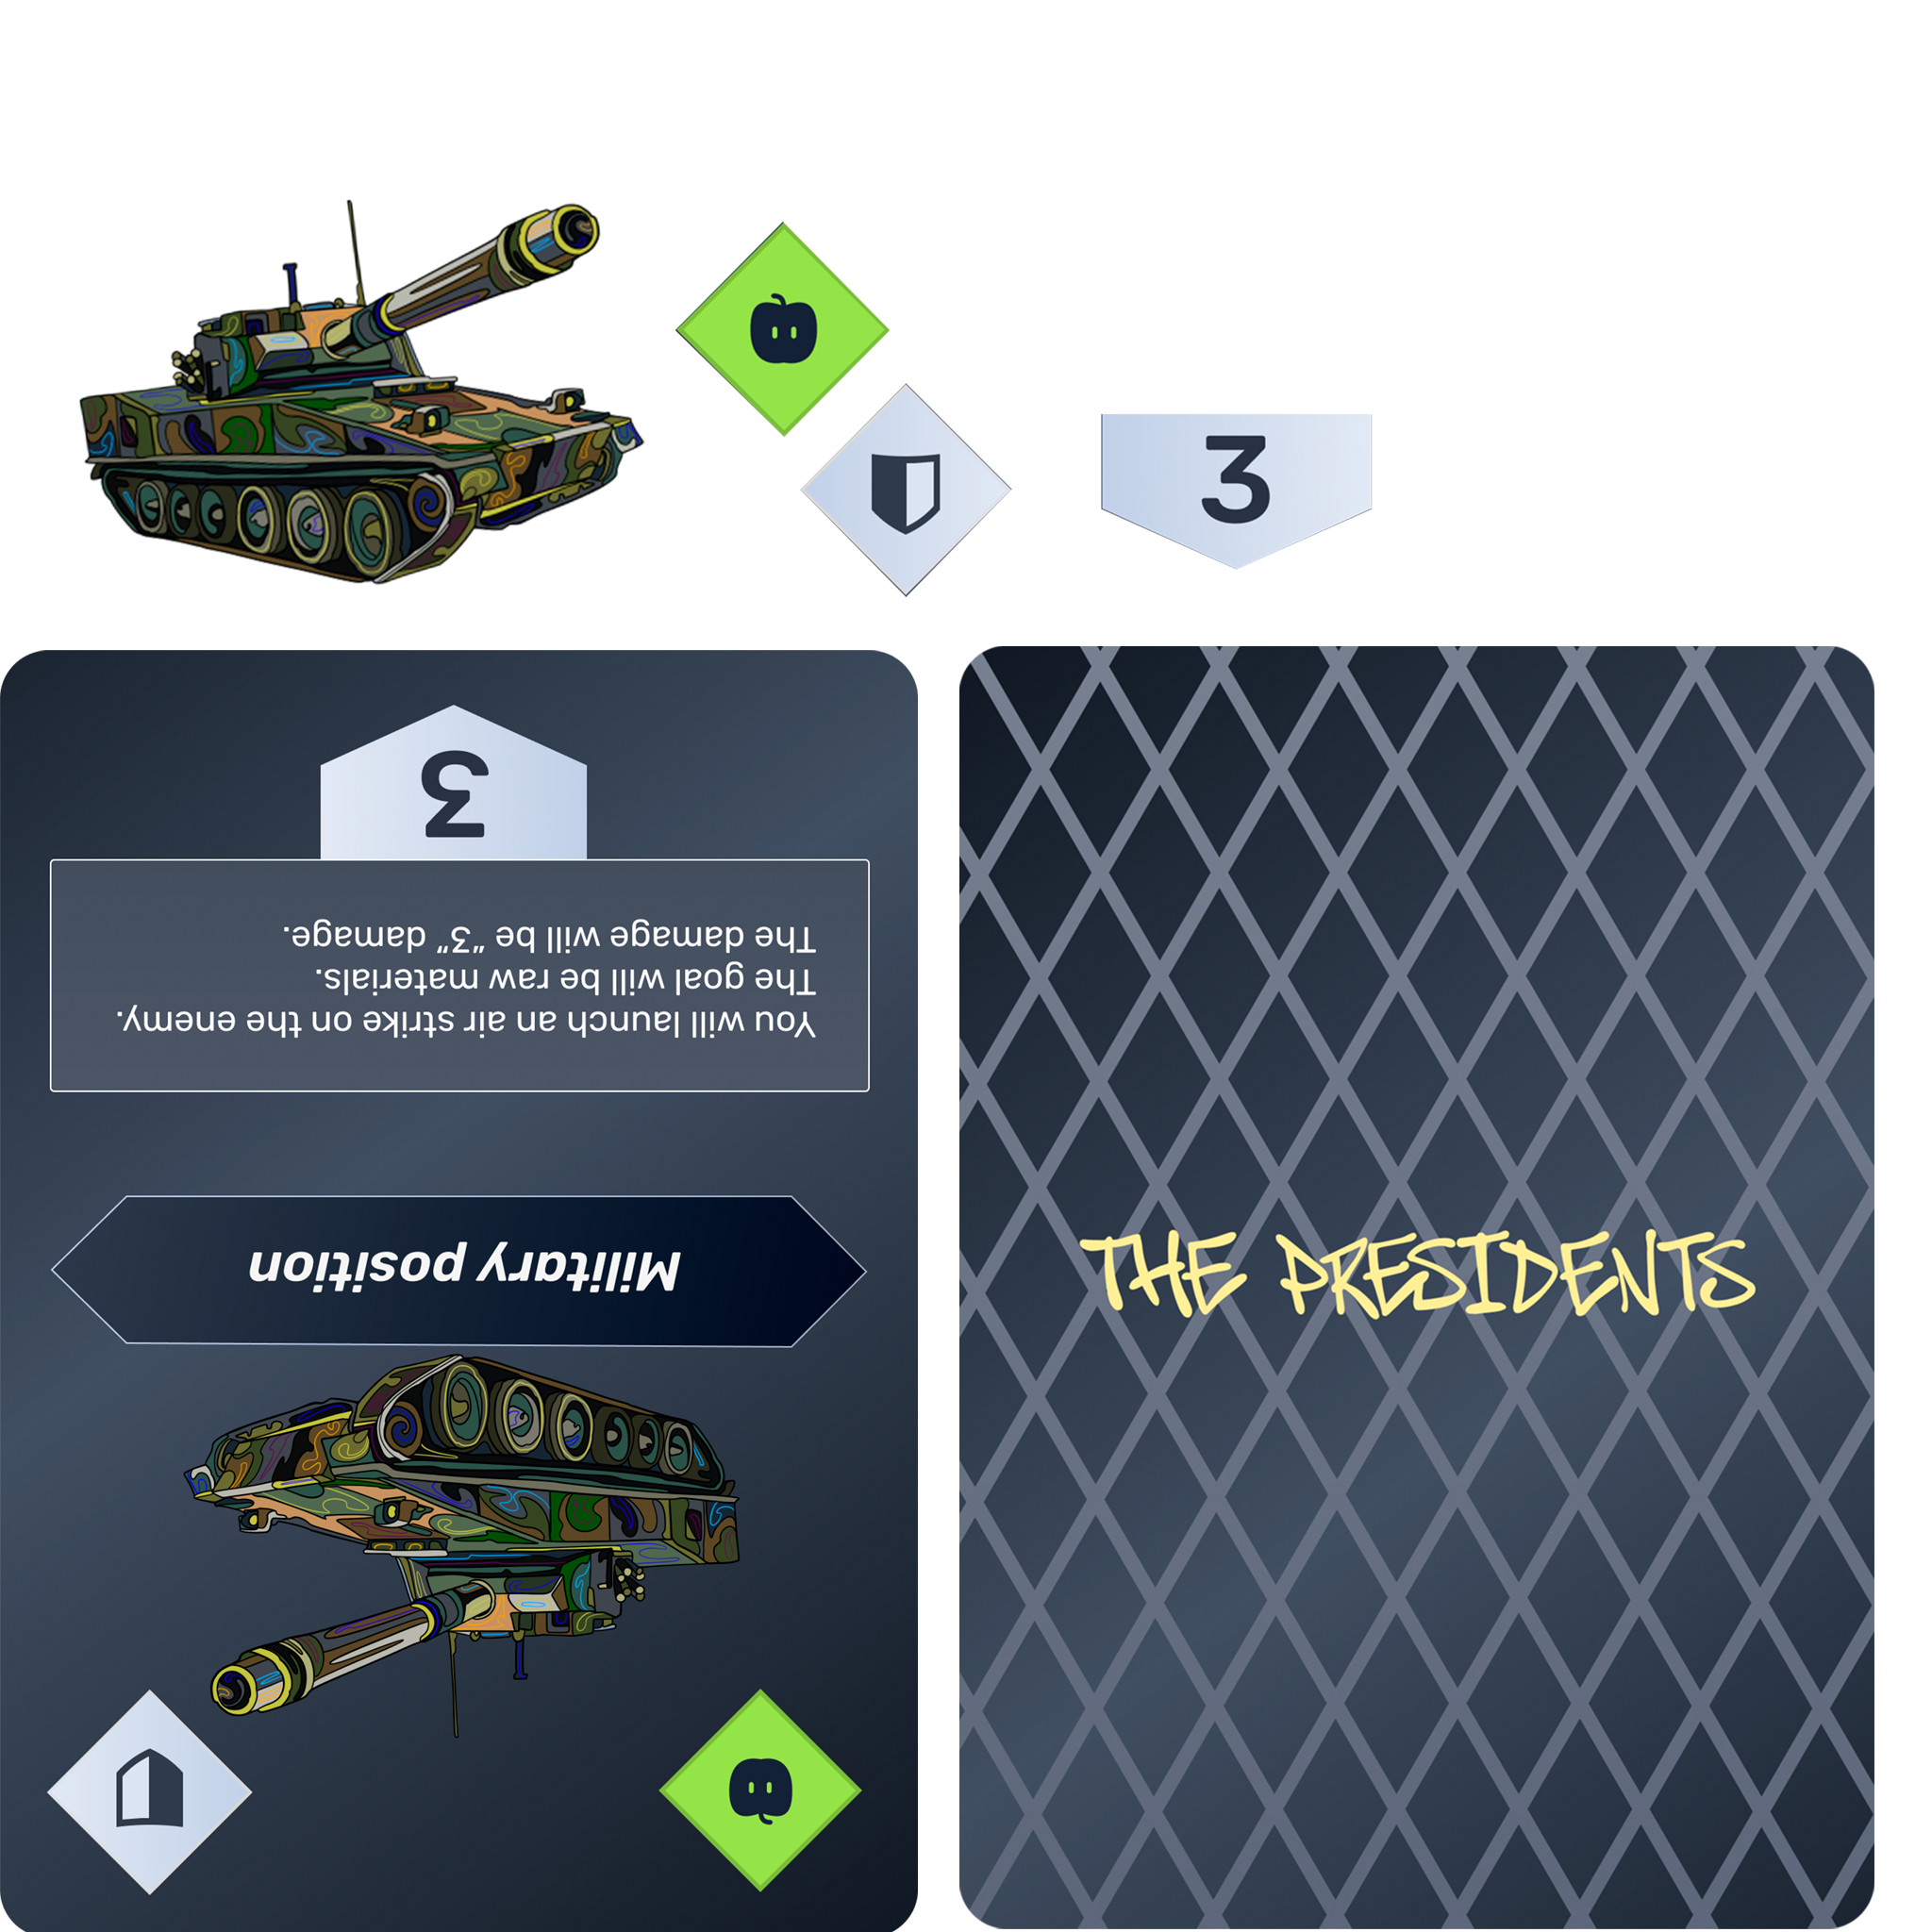 3
Military position
You will launch an air strike on the enemy.
The goal will be raw materials.
The damage will be "3" damage.
3
THE PRESIDENTS